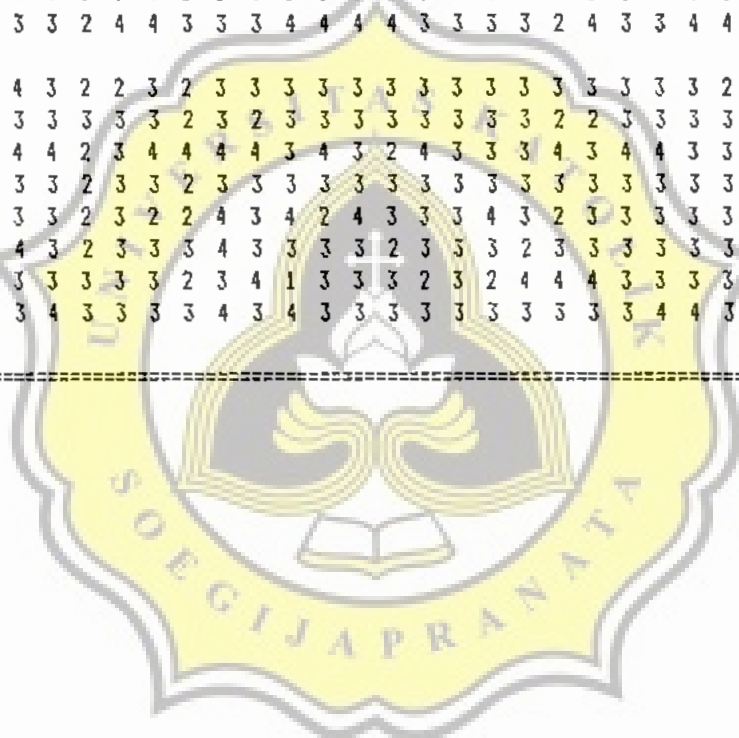 3 3 2 4 4 3 3 3 4 4 4 4 3 3 3 3 2 4 3 3 4 4
4 3 2 2 3 2 3 3 3 3 3 3 3 3 3 3 3 3 3 3 3 2
3 3 3 3 3 2 3 2 3 3 3 3 3 3 3 3 2 2 3 3 3 3
4 4 2 3 4 4 4 4 3 4 3 2 4 3 3 3 4 3 4 4 3 3
3 3 2 3 3 2 3 3 3 3 3 3 3 3 3 3 3 3 3 3 3 3
3 3 2 3 2 2 4 3 4 2 4 3 3 3 4 3 2 3 3 3 3 3
4 3 2 3 3 3 4 3 3 3 3 2 3 3 3 2 3 3 3 3 3 3
3 3 3 3 3 2 3 4 1 3 3 3 2 3 2 4 4 4 3 3 3 3
3 4 3 3 3 3 4 3 4 3 3 3 3 3 3 3 3 3 3 4 4 3
UNIVERSITAS KATOLIK
SOEGIJAPRANATA